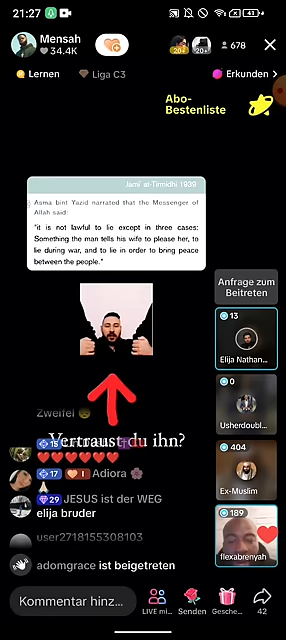 21:27
41
Mensah
34.4K
20+
20+
678
Lernen
Liga C3
Erkunden >
Abo-
Bestenliste
Jami` at-Tirmidhi 1939
Asma bint Yazid narrated that the Messenger of
Allah said:
"it is not lawful to lie except in three cases:
Something the man tells his wife to please her, to
lie during war, and to lie in order to bring peace
between the people."
Anfrage zum
Beitreten
13
Elija Nathan...
0
Usherdoubl...
404
Ex-Muslim
189
flexabrenyah
Zweifel
15
Vertraust du ihn?
17
1
Adiora
29 JESUS ist der WEG
elija bruder
user2718155308103
adomgrace ist beigetreten
Kommentar hinz...
LIVE mi...
Senden
Gesche...
42